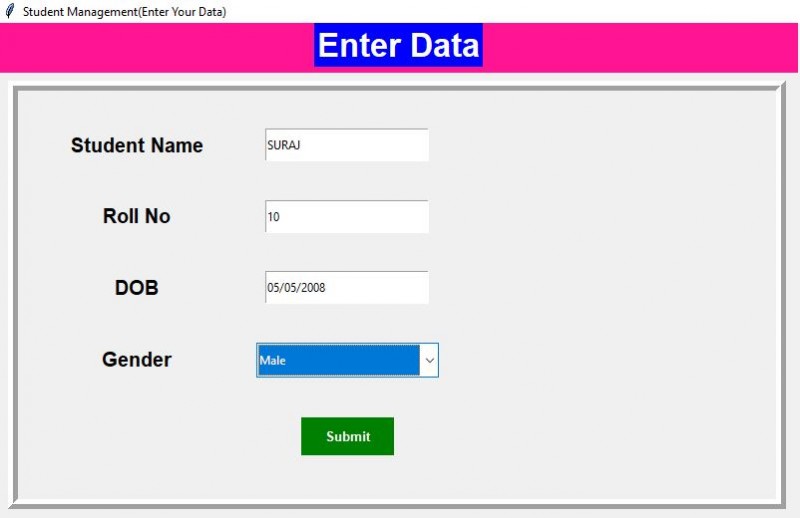 Student Management(Enter Your Data)
Enter Data
Student Name SURAJ
Roll No 10
DOB 05/05/2008
Gender Male
Submit